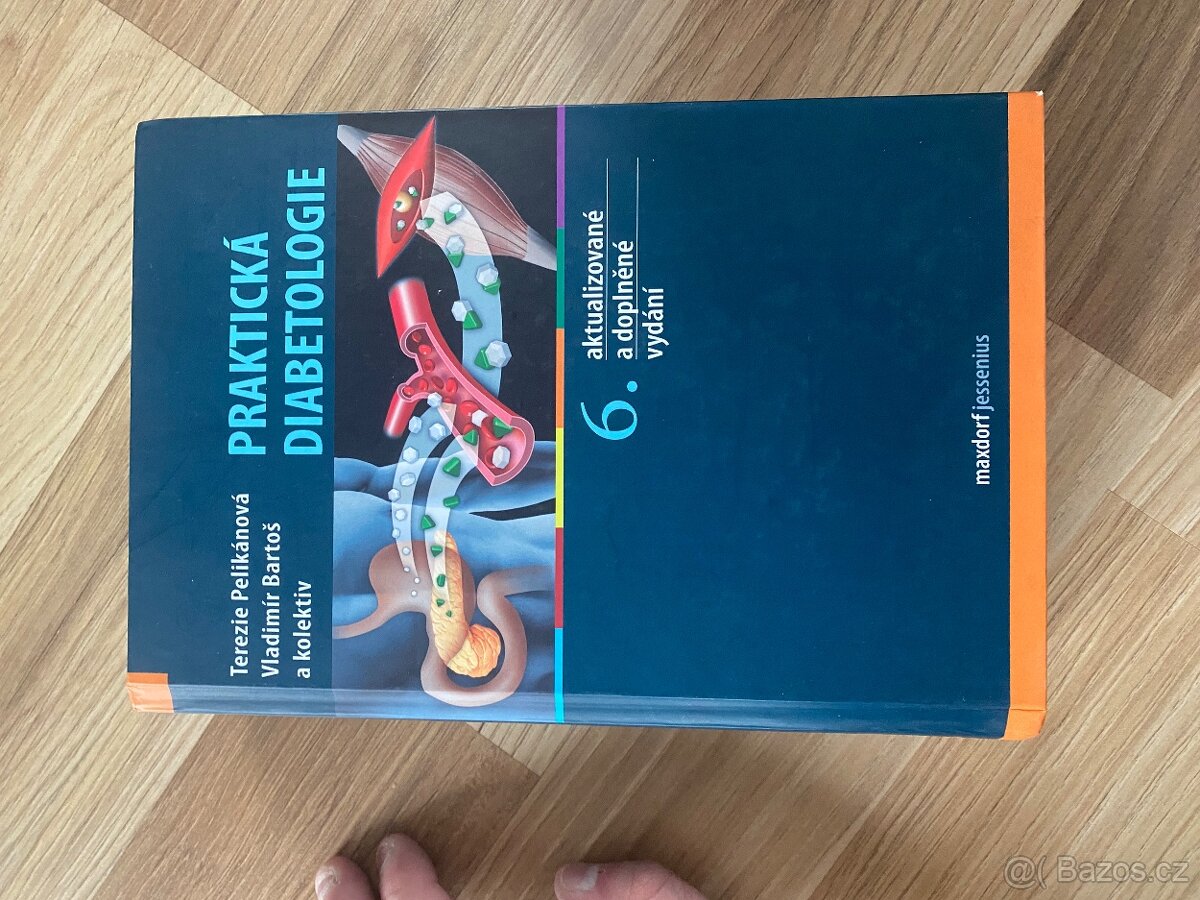 Terezie Pelikánová
Vladimír Bartoš
a kolektiv
PRAKTICKÁ
DIABETOLOGIE
6.
aktualizované
a doplněné
vydání
maxdorf jessenius
@( Bazos.cz